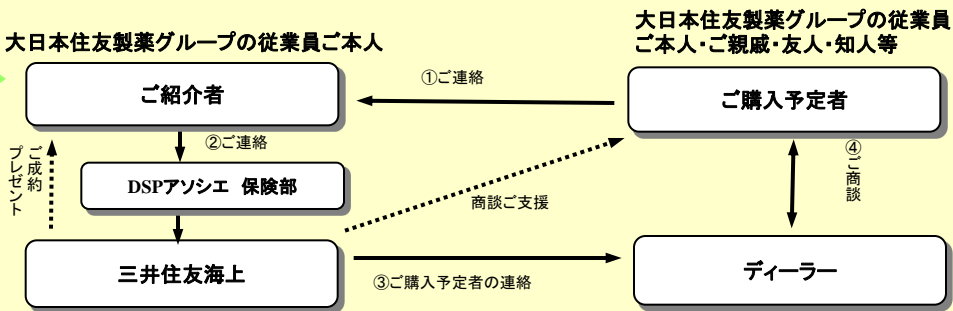 大日本住友製薬グループの従業員ご本人
大日本住友製薬グループの従業員
ご本人・ご親戚・友人・知人等
ご紹介者
①ご連絡
ご購入予定者
②ご連絡
ご成約
プレゼント
DSPアソシエ 保険部
商談ご支援
④ご商談
三井住友海上
③ご購入予定者の連絡
ディーラー